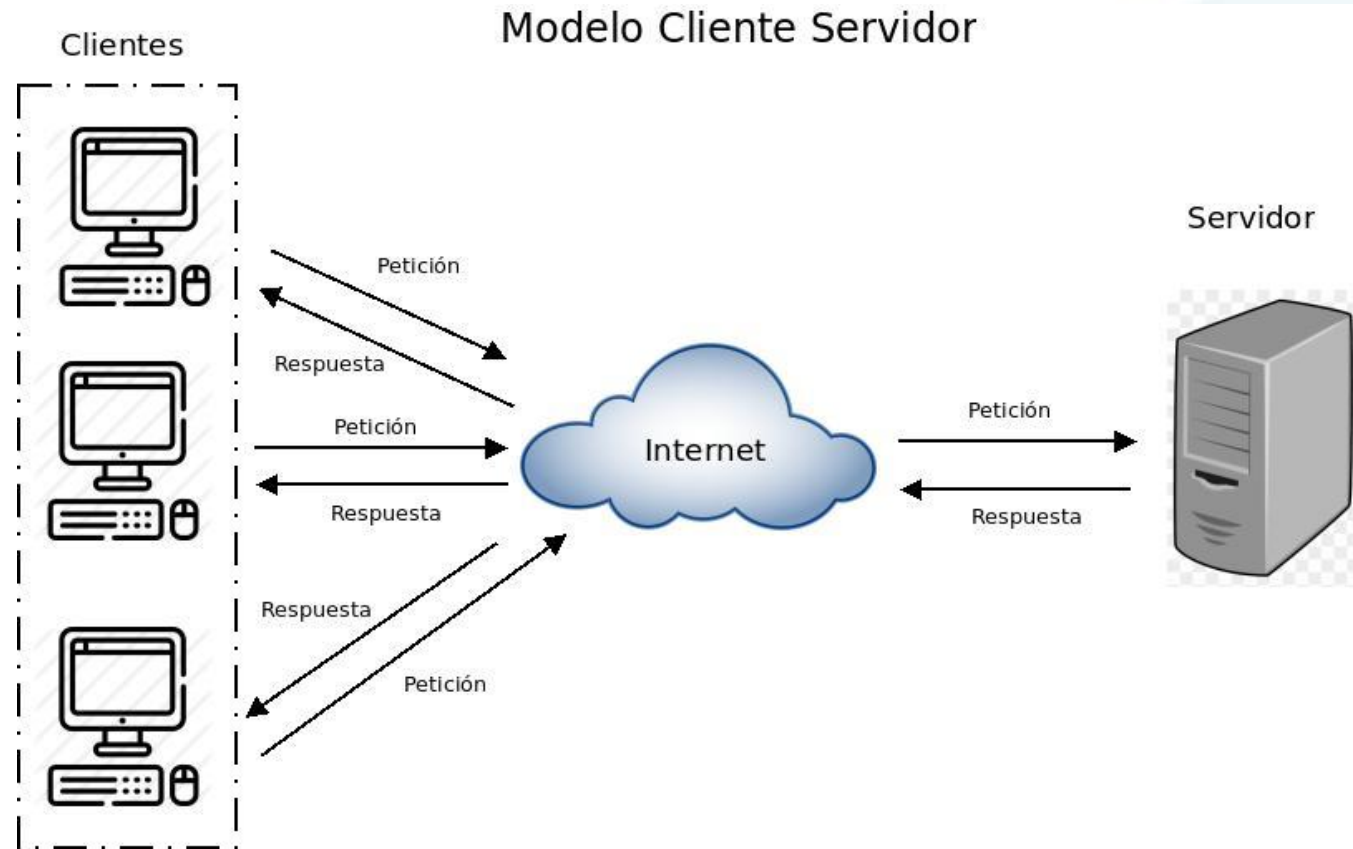 Modelo Cliente Servidor
Clientes
Servidor
Petición
Respuesta
Petición
Respuesta
Respuesta
Petición
Internet
Petición
Respuesta